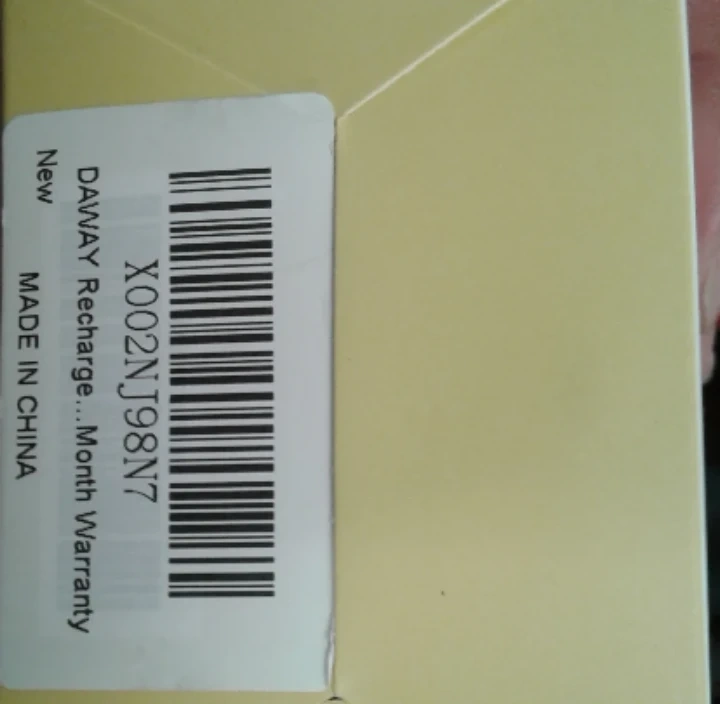 X002NJ98N7
DAWAY Recharge...Month Warranty
New
MADE IN CHINA